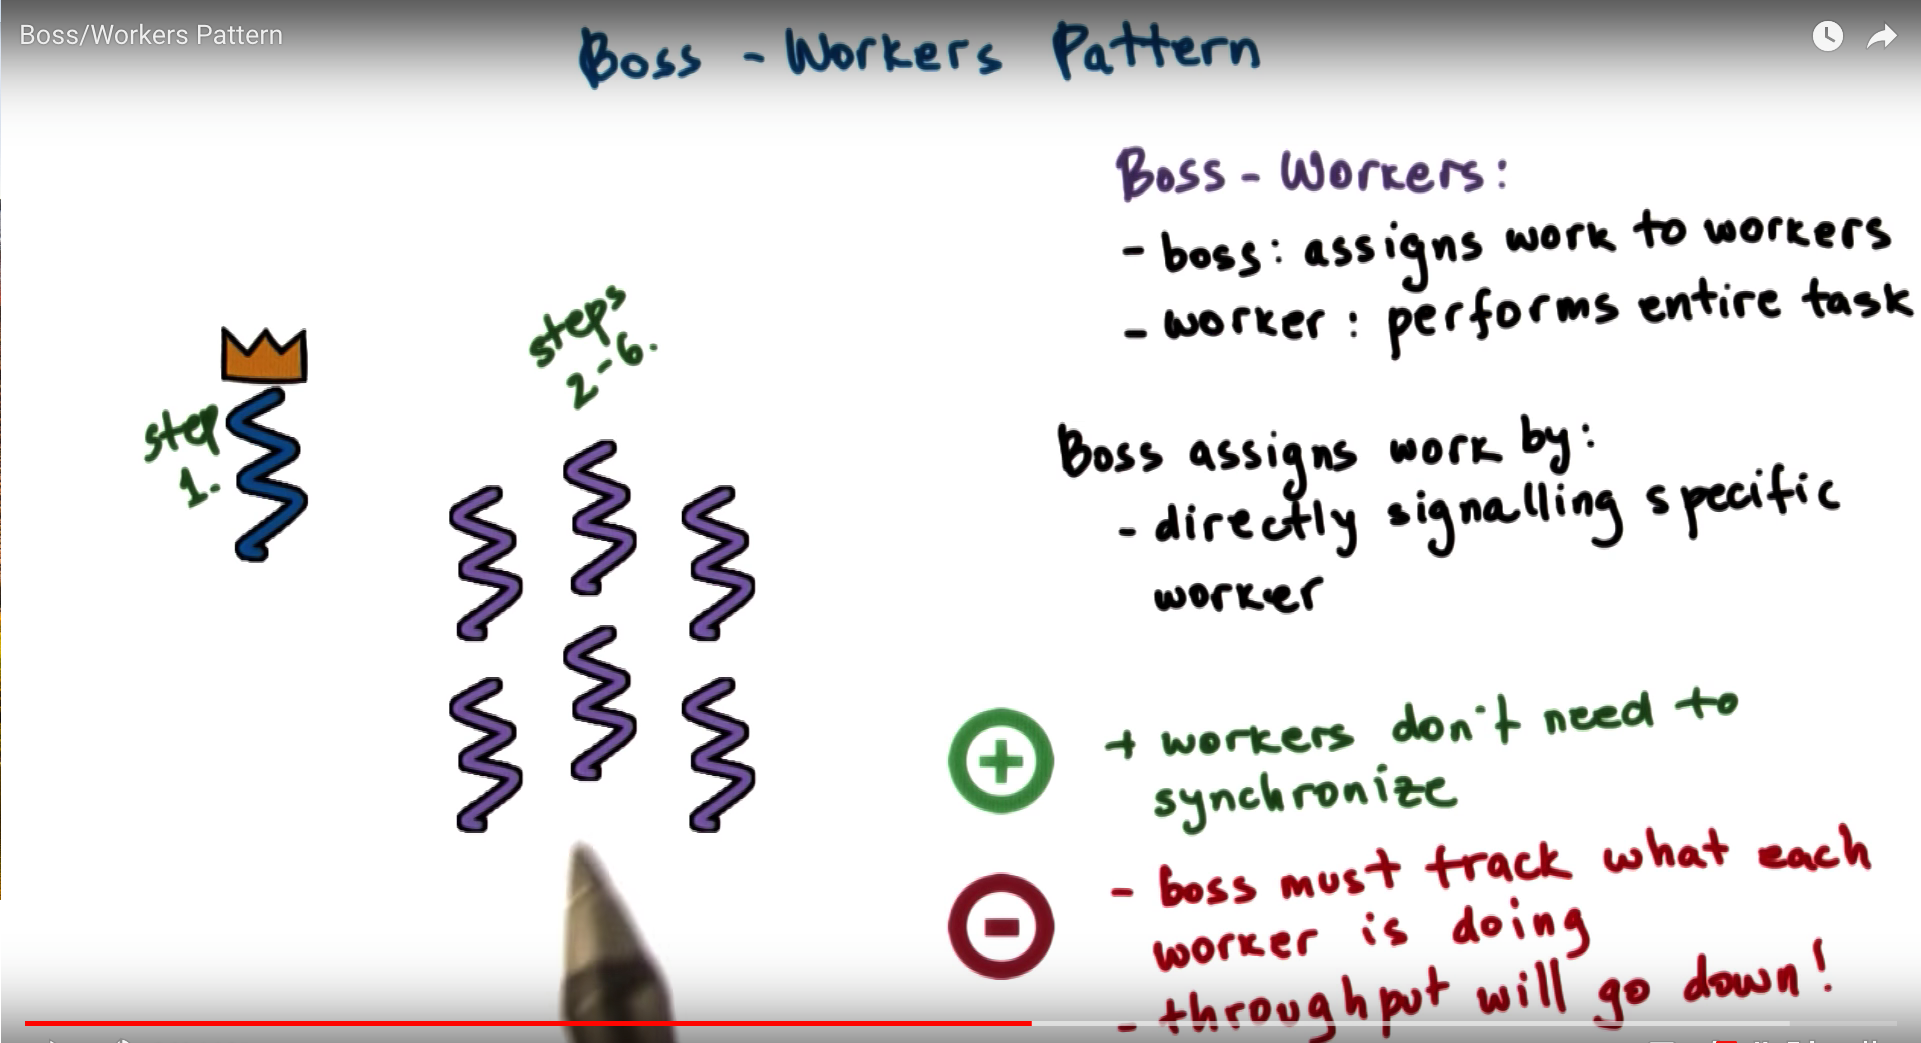 Boss/Workers Pattern
Boss - Workers Pattern
Boss - Workers:
- boss: assigns work to workers
- worker: performs entire task
steps
2-6.
step
1.
Boss assigns work by:
- directly signalling specific
worker
+ workers don't need to
synchronize
- boss must track what each
worker is doing
- throughput will go down!